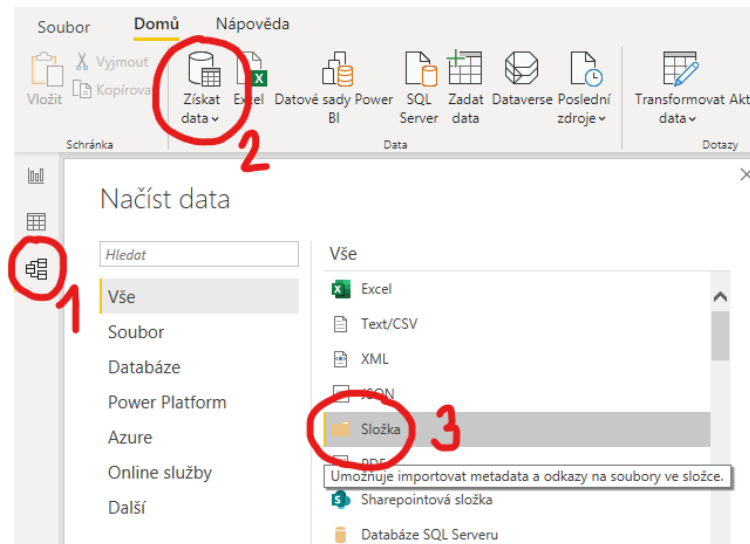 Soubor Domů Nápověda
Vložit
Vyjmout
Kopírovat
Získat data
Excel
Datové sady Power BI
SQL Server
Zadat data
Dataverse
Poslední zdroje
Transformovat data
Akt
Schránka
Data
Dotazy
2
Načíst data
1
Hledat
Vše
Soubor
Databáze
Power Platform
Azure
Online služby
Další
Vše
Excel
Text/CSV
XML
JSON
Složka
3
PDF
Umožňuje importovat metadata a odkazy na soubory ve složce.
Sharepointová složka
Databáze SQL Serveru